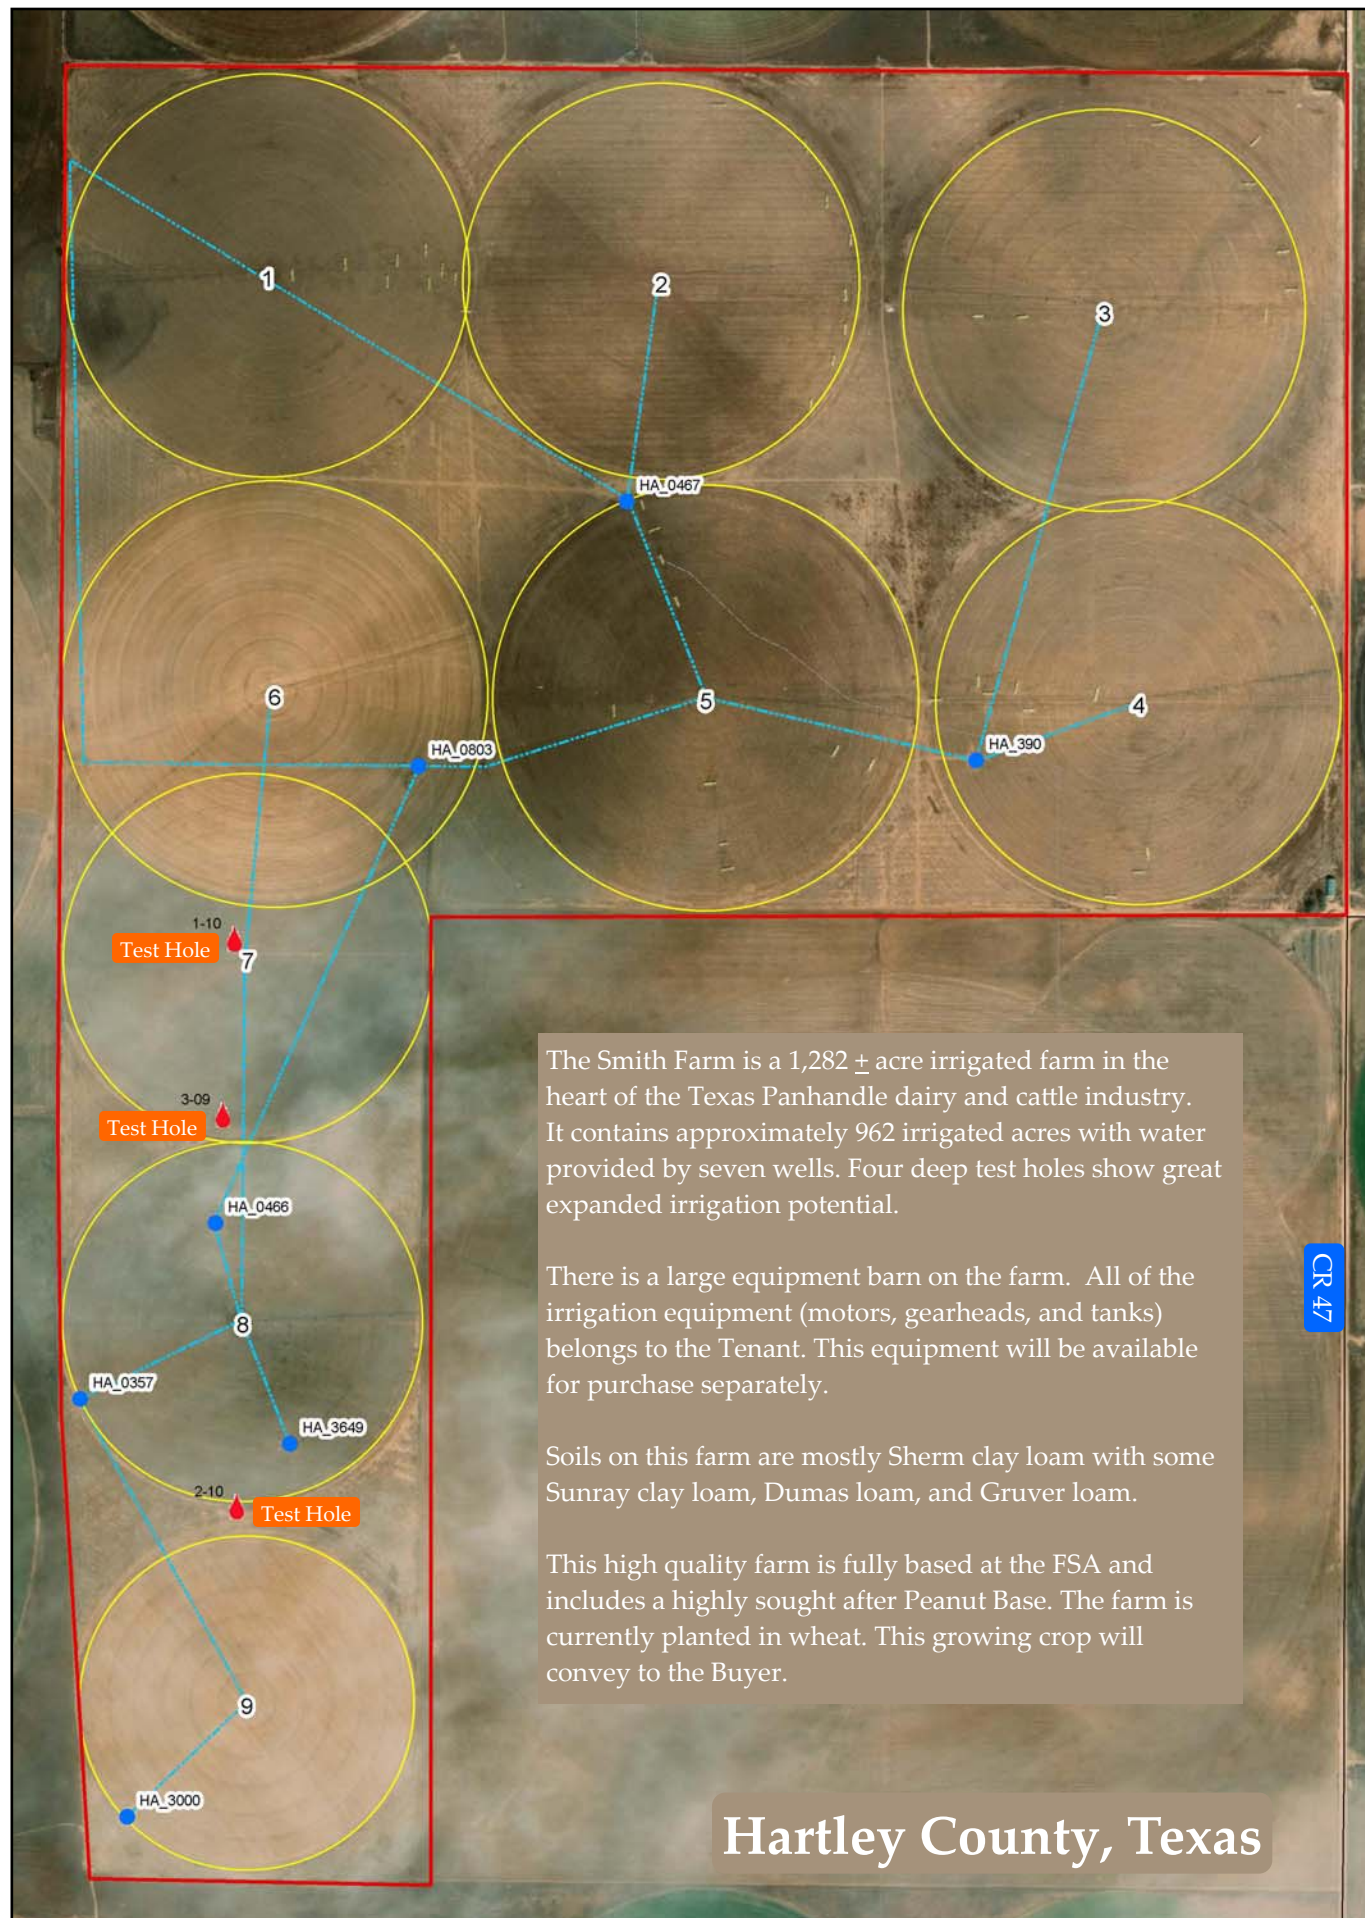 1
2
3
HA_0467
6
5
4
HA_0803
HA_390
1-10
Test Hole
7
3-09
Test Hole
HA_0466
8
HA_0357
HA_3649
2-10
Test Hole
9
HA_3000
The Smith Farm is a 1,282 ± acre irrigated farm in the
heart of the Texas Panhandle dairy and cattle industry.
It contains approximately 962 irrigated acres with water
provided by seven wells. Four deep test holes show great
expanded irrigation potential.
There is a large equipment barn on the farm.  All of the
irrigation equipment (motors, gearheads, and tanks)
belongs to the Tenant. This equipment will be available
for purchase separately.
Soils on this farm are mostly Sherm clay loam with some
Sunray clay loam, Dumas loam, and Gruver loam.
This high quality farm is fully based at the FSA and
includes a highly sought after Peanut Base. The farm is
currently planted in wheat. This growing crop will
convey to the Buyer.
CR 47
Hartley County, Texas